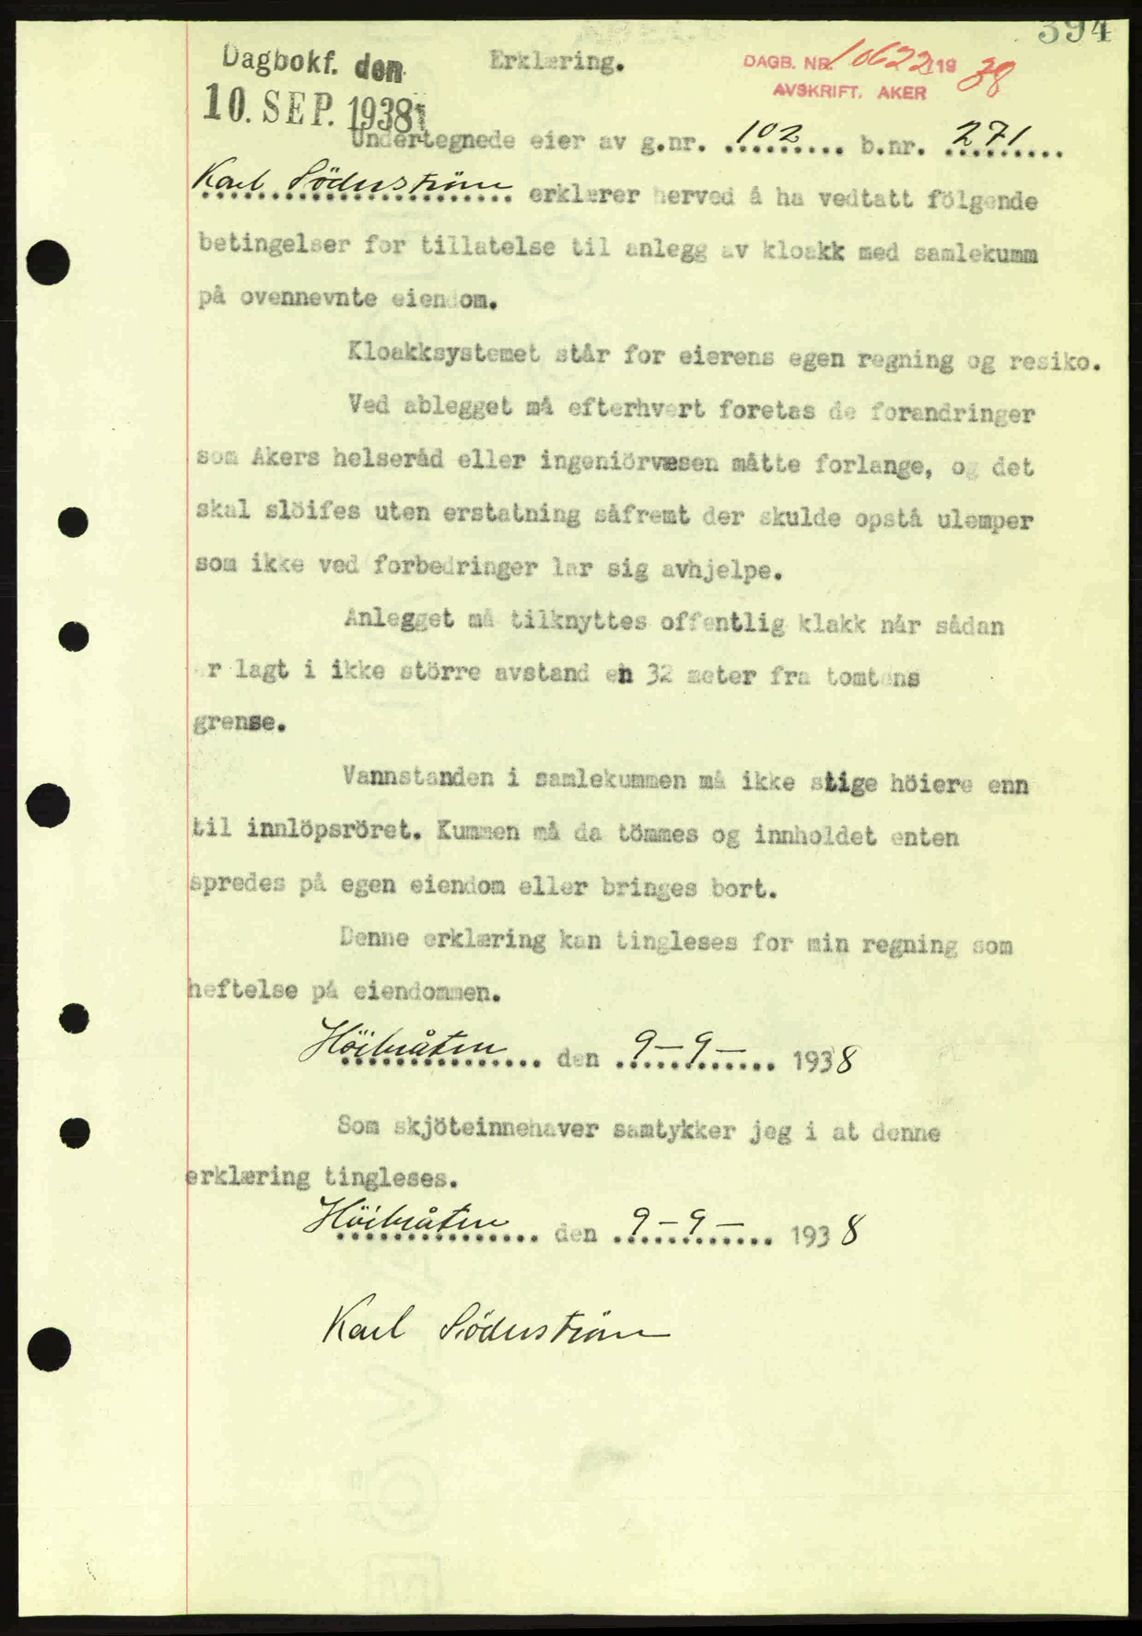 394
Dagbokf. den
10. SEP. 1938
Erklæring.
DAGB. NR. 10622 19 38
AVSKRIFT. AKER
Undertegnede eier av g.nr. 102 b.nr. 271
Karl Söderström erklærer herved å ha vedtatt fölgende
betingelser for tillatelse til anlegg av kloakk med samlekumm
på ovennevnte eiendom.
Kloakksystemet står for eierens egen regning og resiko.
Ved ablegget må efterhvert foretas de forandringer
som Akers helseråd eller ingeniörvæsen måtte forlange, og det
skal slöifes uten erstatning såfremt der skulde opstå ulemper
som ikke ved forbedringer lar sig avhjelpe.
Anlegget må tilknyttes offentlig klakk når sådan
er lagt i ikke större avstand en 32 meter fra tomtens
grense.
Vannstanden i samlekummen må ikke stige höiere enn
til innlöpsröret. Kummen må da tömmes og innholdet enten
spredes på egen eiendom eller bringes bort.
Denne erklæring kan tingleses for min regning som
heftelse på eiendommen.
Höibråten den 9-9- 1938
Som skjöteinnehaver samtykker jeg i at denne
erklæring tingleses.
Höibråten den 9-9- 1938
Karl Söderström